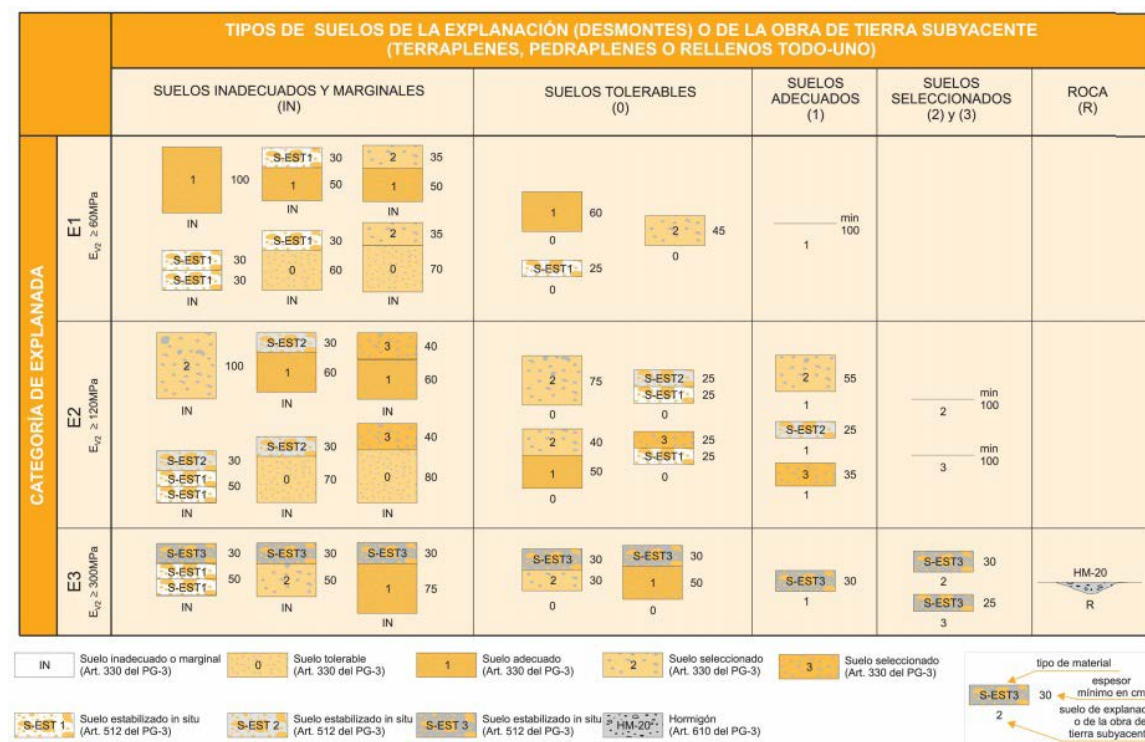 TIPOS DE SUELOS DE LA EXPLANACIÓN (DESMONTES) O DE LA OBRA DE TIERRA SUBYACENTE
(TERRAPLENES, PEDRAPLENES O RELLENOS TODO-UNO)
SUELOS INADECUADOS Y MARGINALES
(IN)
SUELOS TOLERABLES
(0)
SUELOS
ADECUADOS
(1)
SUELOS
SELECCIONADOS
(2) y (3)
ROCA
(R)
CATEGORÍA DE EXPLANADA
E1
Ev2 ≥ 60MPa
1 100
IN
S-EST1 30
1 50
IN
2 35
1 50
IN
S-EST1 30
S-EST1 30
IN
S-EST1 30
0 60
IN
2 35
0 70
IN
1 60
0
2 45
0
S-EST1 25
0
min
100
1
E2
Ev2 ≥ 120MPa
2 100
IN
S-EST2 30
1 60
IN
3 40
1 60
IN
S-EST2 30
S-EST1 50
S-EST1
IN
S-EST2 30
0 70
IN
3 40
0 80
IN
2 75
0
S-EST2 25
S-EST1 25
0
2 40
1 50
0
3 25
S-EST1 25
0
2 55
1
S-EST2 25
1
3 35
1
min
100
2
min
100
3
E3
Ev2 ≥ 300MPa
S-EST3 30
S-EST1 50
S-EST1
IN
S-EST3 30
2 50
IN
S-EST3 30
1 75
IN
S-EST3 30
2 30
0
S-EST3 30
1 50
0
S-EST3 30
1
S-EST3 30
2
S-EST3 25
3
HM-20
R
IN Suelo inadecuado o marginal
(Art. 330 del PG-3)
0 Suelo tolerable
(Art. 330 del PG-3)
1 Suelo adecuado
(Art. 330 del PG-3)
2 Suelo seleccionado
(Art. 330 del PG-3)
3 Suelo seleccionado
(Art. 330 del PG-3)
S-EST 1 Suelo estabilizado in situ
(Art. 512 del PG-3)
S-EST 2 Suelo estabilizado in situ
(Art. 512 del PG-3)
S-EST 3 Suelo estabilizado in situ
(Art. 512 del PG-3)
HM-20 Hormigón
(Art. 610 del PG-3)
tipo de material
S-EST3 30
espesor
mínimo en cm
2
suelo de explanac
o de la obra de
tierra subyacente